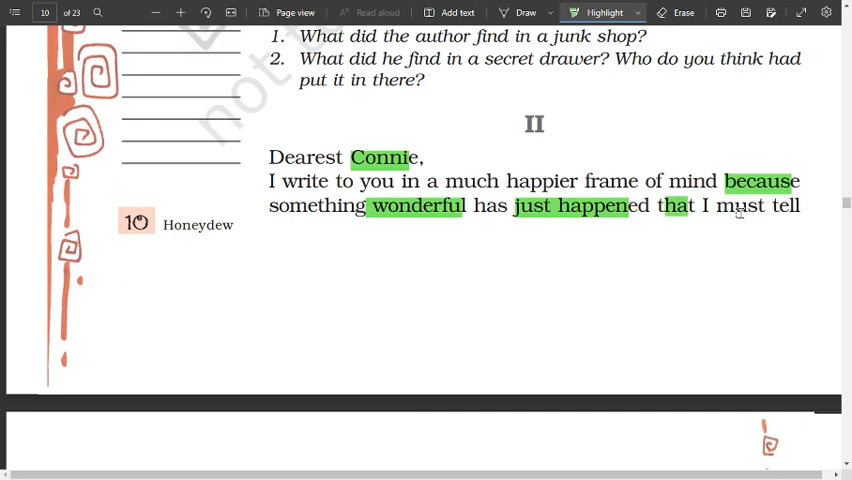 10 of 23
Page view
Read aloud
Add text
Draw
Highlight
Erase
1. What did the author find in a junk shop?
2. What did he find in a secret drawer? Who do you think had
put it in there?
not t
II
Dearest Connie,
I write to you in a much happier frame of mind because
something wonderful has just happened that I must tell
10 Honeydew